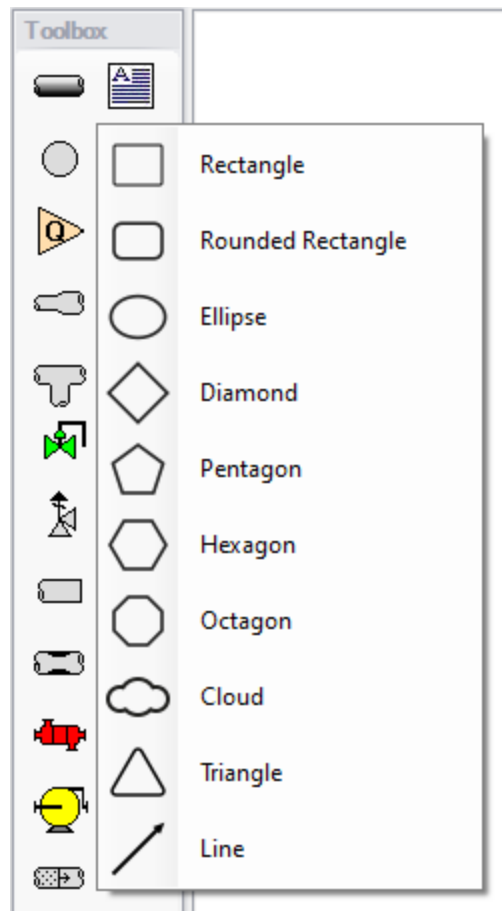 Toolbox
A
Rectangle
Q
Rounded Rectangle
Ellipse
Diamond
Pentagon
Hexagon
Octagon
Cloud
Triangle
Line